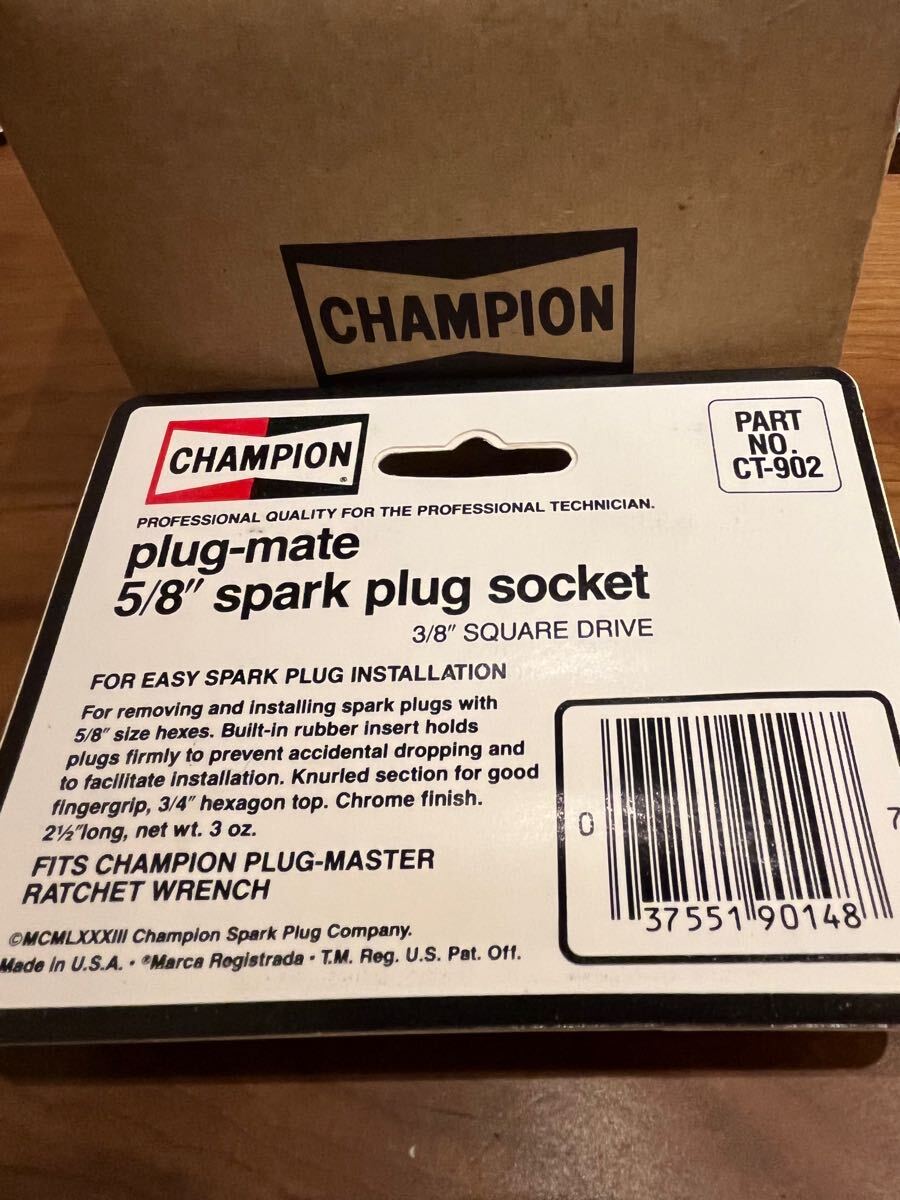 CHAMPION
CHAMPION
®
PART
NO.
CT-902
PROFESSIONAL QUALITY FOR THE PROFESSIONAL TECHNICIAN.
plug-mate
5/8" spark plug socket
3/8" SQUARE DRIVE
FOR EASY SPARK PLUG INSTALLATION
For removing and installing spark plugs with
5/8" size hexes. Built-in rubber insert holds
plugs firmly to prevent accidental dropping and
to facilitate installation. Knurled section for good
fingergrip, 3/4" hexagon top. Chrome finish.
2½"long, net wt. 3 oz.
FITS CHAMPION PLUG-MASTER
RATCHET WRENCH
©MCMLXXXIII Champion Spark Plug Company.
Made in U.S.A. • ®Marca Registrada • T.M. Reg. U.S. Pat. Off.
0 37551 90148 7